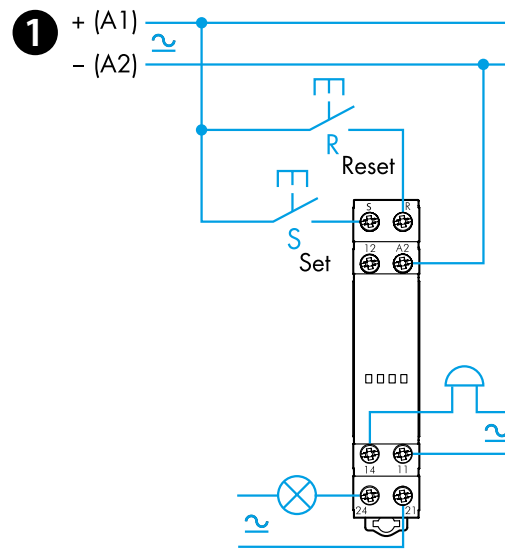 1 + (A1)
− (A2)
R
Reset
S
Set
S R
12 A2
14 11
24 21